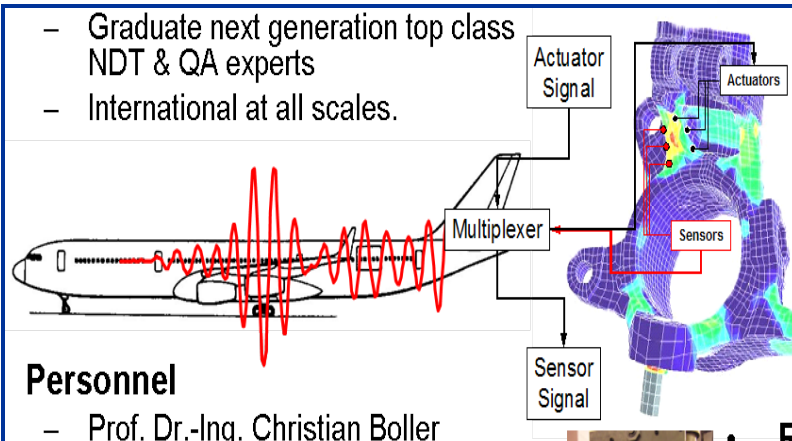 – Graduate next generation top class
NDT & QA experts
– International at all scales.
Actuator
Signal
Actuators
Multiplexer
Sensors
Sensor
Signal
Personnel
– Prof. Dr.-Ing. Christian Boller
•